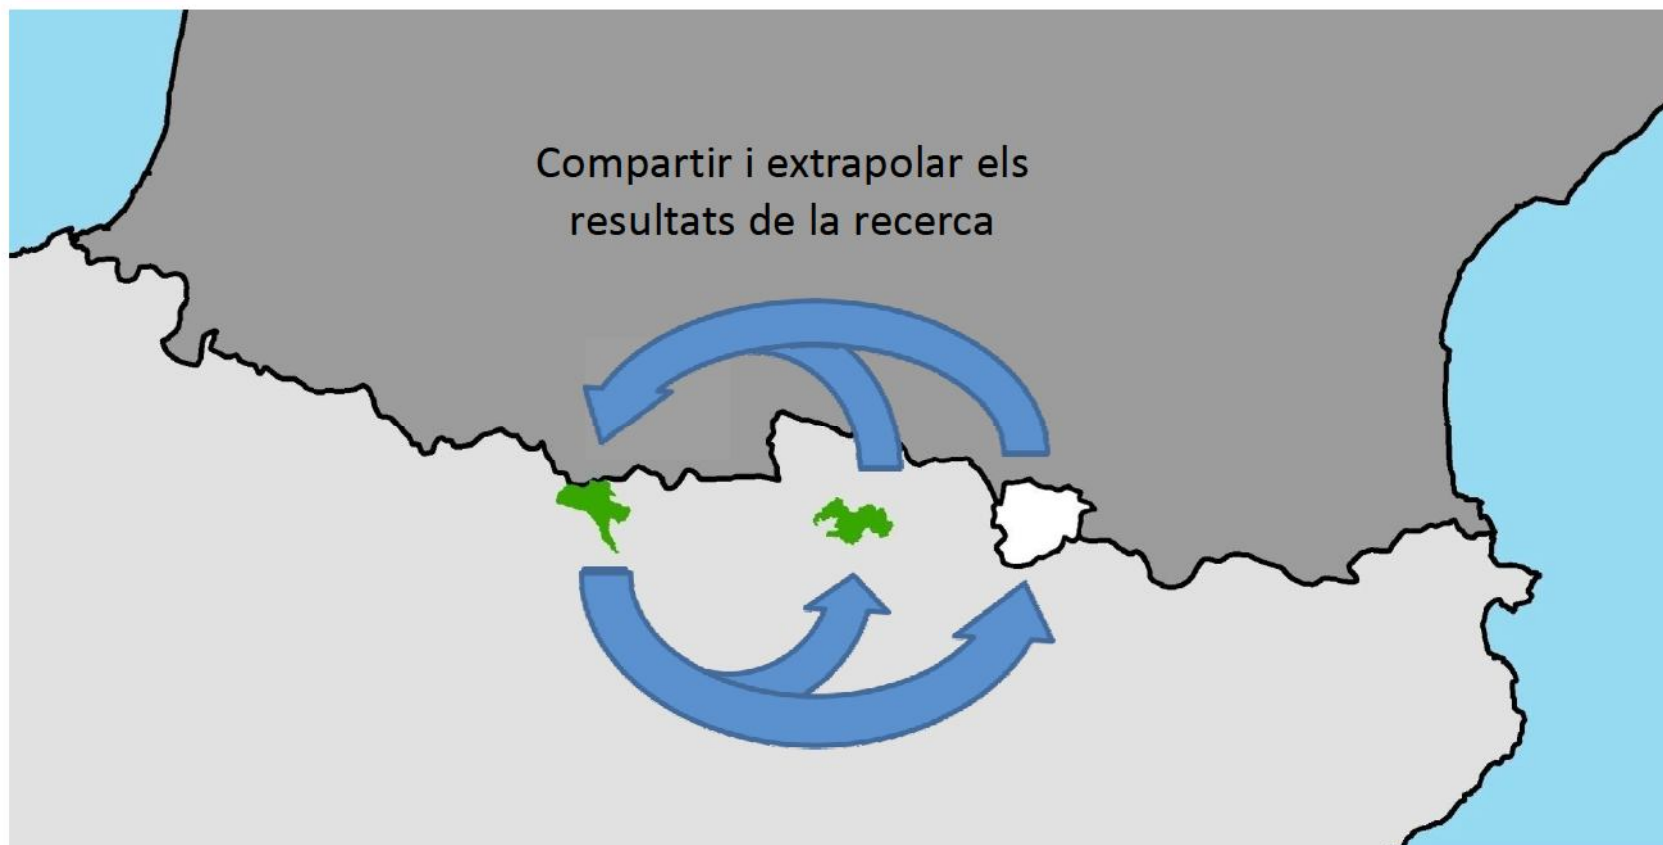 Compartir i extrapolar els
resultats de la recerca